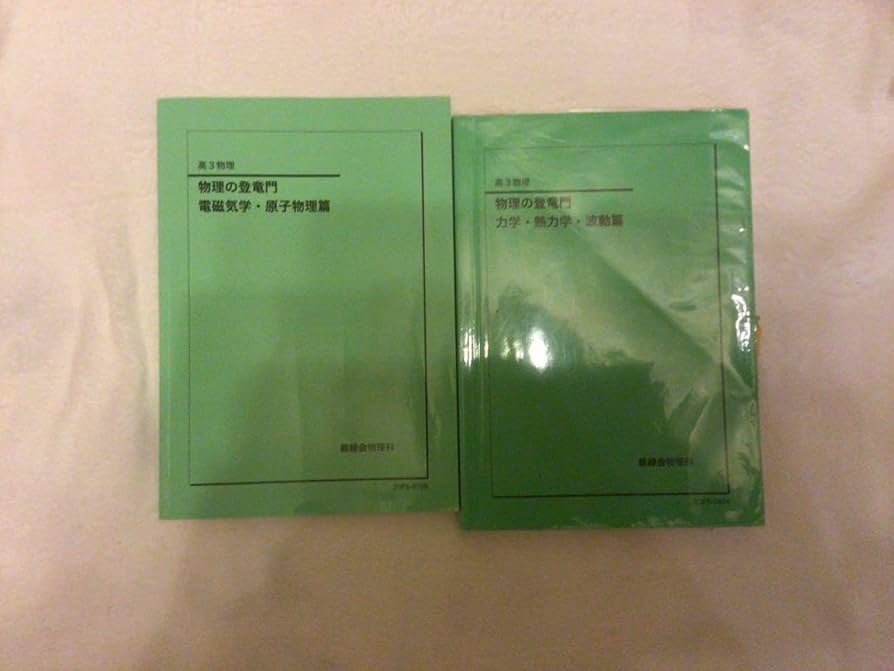 高3物理
物理の登竜門
電磁気学・原子物理篇
鉄緑会物理科
高3物理
物理の登竜門
力学・熱力学・波動篇
鉄緑会物理科